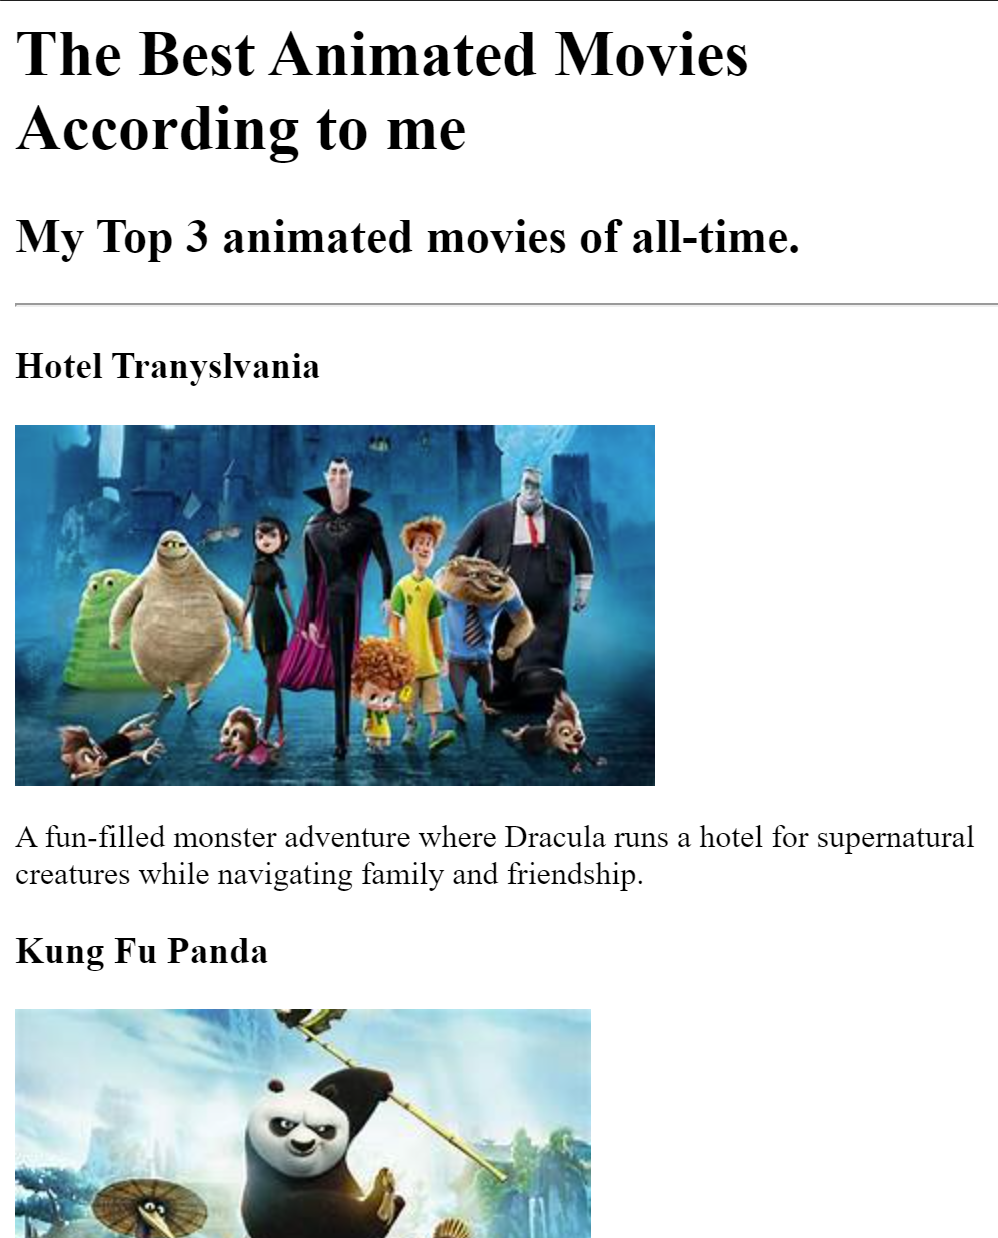 The Best Animated Movies
According to me
My Top 3 animated movies of all-time.
Hotel Tranyslvania
A fun-filled monster adventure where Dracula runs a hotel for supernatural
creatures while navigating family and friendship.
Kung Fu Panda